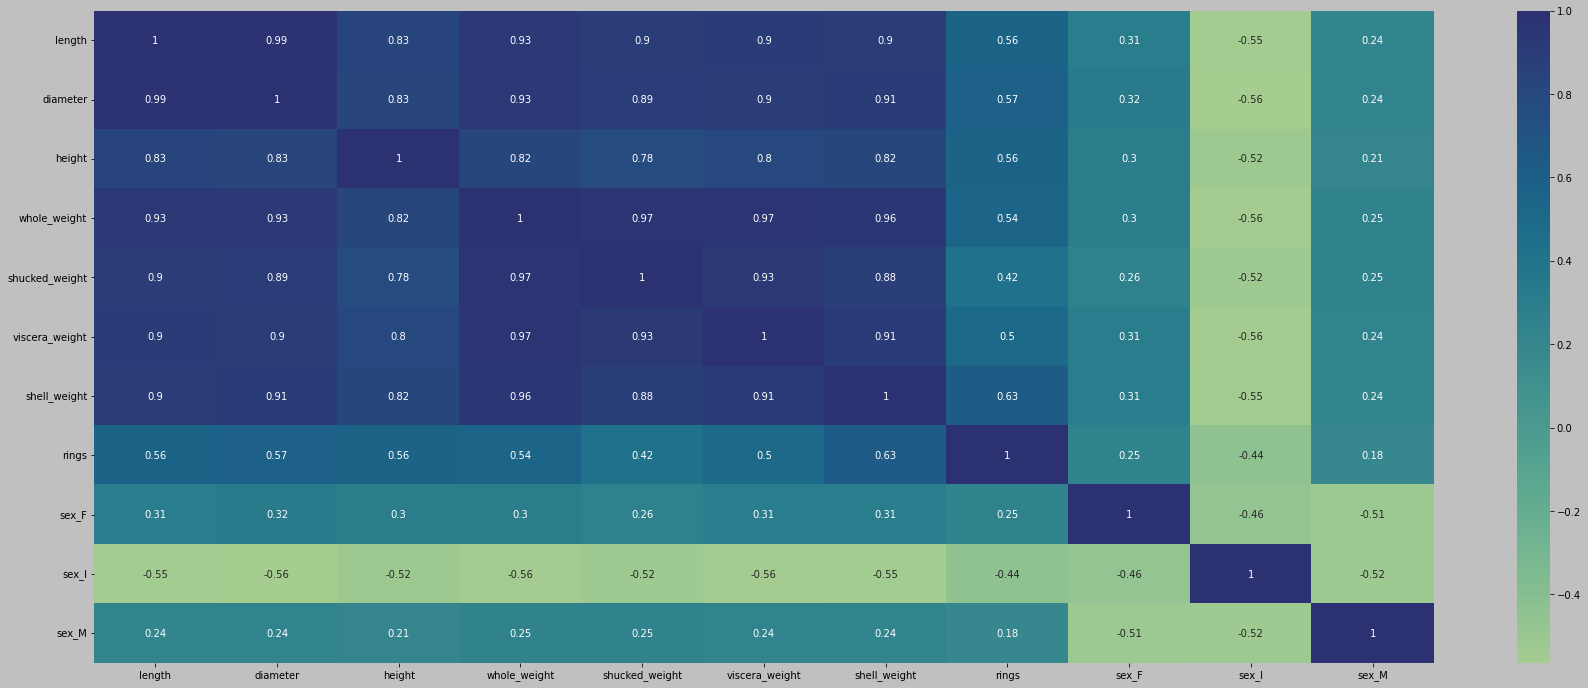 length 1 0.99 0.83 0.93 0.9 0.9 0.9 0.56 0.31 -0.55 0.24
diameter 0.99 1 0.83 0.93 0.89 0.9 0.91 0.57 0.32 -0.56 0.24
height 0.83 0.83 1 0.82 0.78 0.8 0.82 0.56 0.3 -0.52 0.21
whole_weight 0.93 0.93 0.82 1 0.97 0.97 0.96 0.54 0.3 -0.56 0.25
shucked_weight 0.9 0.89 0.78 0.97 1 0.93 0.88 0.42 0.26 -0.52 0.25
viscera_weight 0.9 0.9 0.8 0.97 0.93 1 0.91 0.5 0.31 -0.56 0.24
shell_weight 0.9 0.91 0.82 0.96 0.88 0.91 1 0.63 0.31 -0.55 0.24
rings 0.56 0.57 0.56 0.54 0.42 0.5 0.63 1 0.25 -0.44 0.18
sex_F 0.31 0.32 0.3 0.3 0.26 0.31 0.31 0.25 1 -0.46 -0.51
sex_I -0.55 -0.56 -0.52 -0.56 -0.52 -0.56 -0.55 -0.44 -0.46 1 -0.52
sex_M 0.24 0.24 0.21 0.25 0.25 0.24 0.24 0.18 -0.51 -0.52 1
length diameter height whole_weight shucked_weight viscera_weight shell_weight rings sex_F sex_I sex_M
1.0
0.8
0.6
0.4
0.2
0.0
−0.2
−0.4